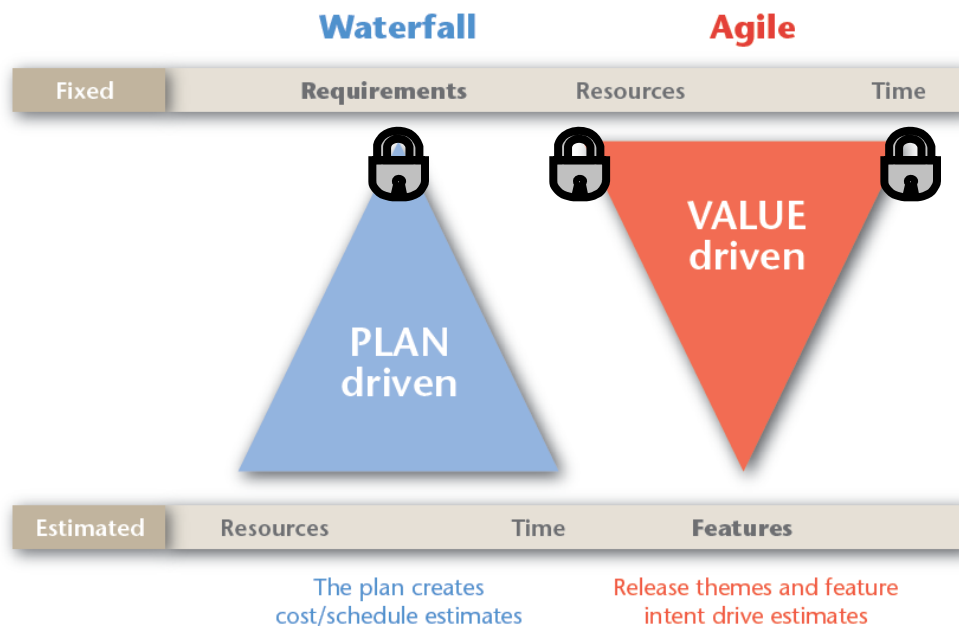 Waterfall Agile
Fixed Requirements Resources Time
PLAN
driven
VALUE
driven
Estimated Resources Time Features
The plan creates
cost/schedule estimates
Release themes and feature
intent drive estimates